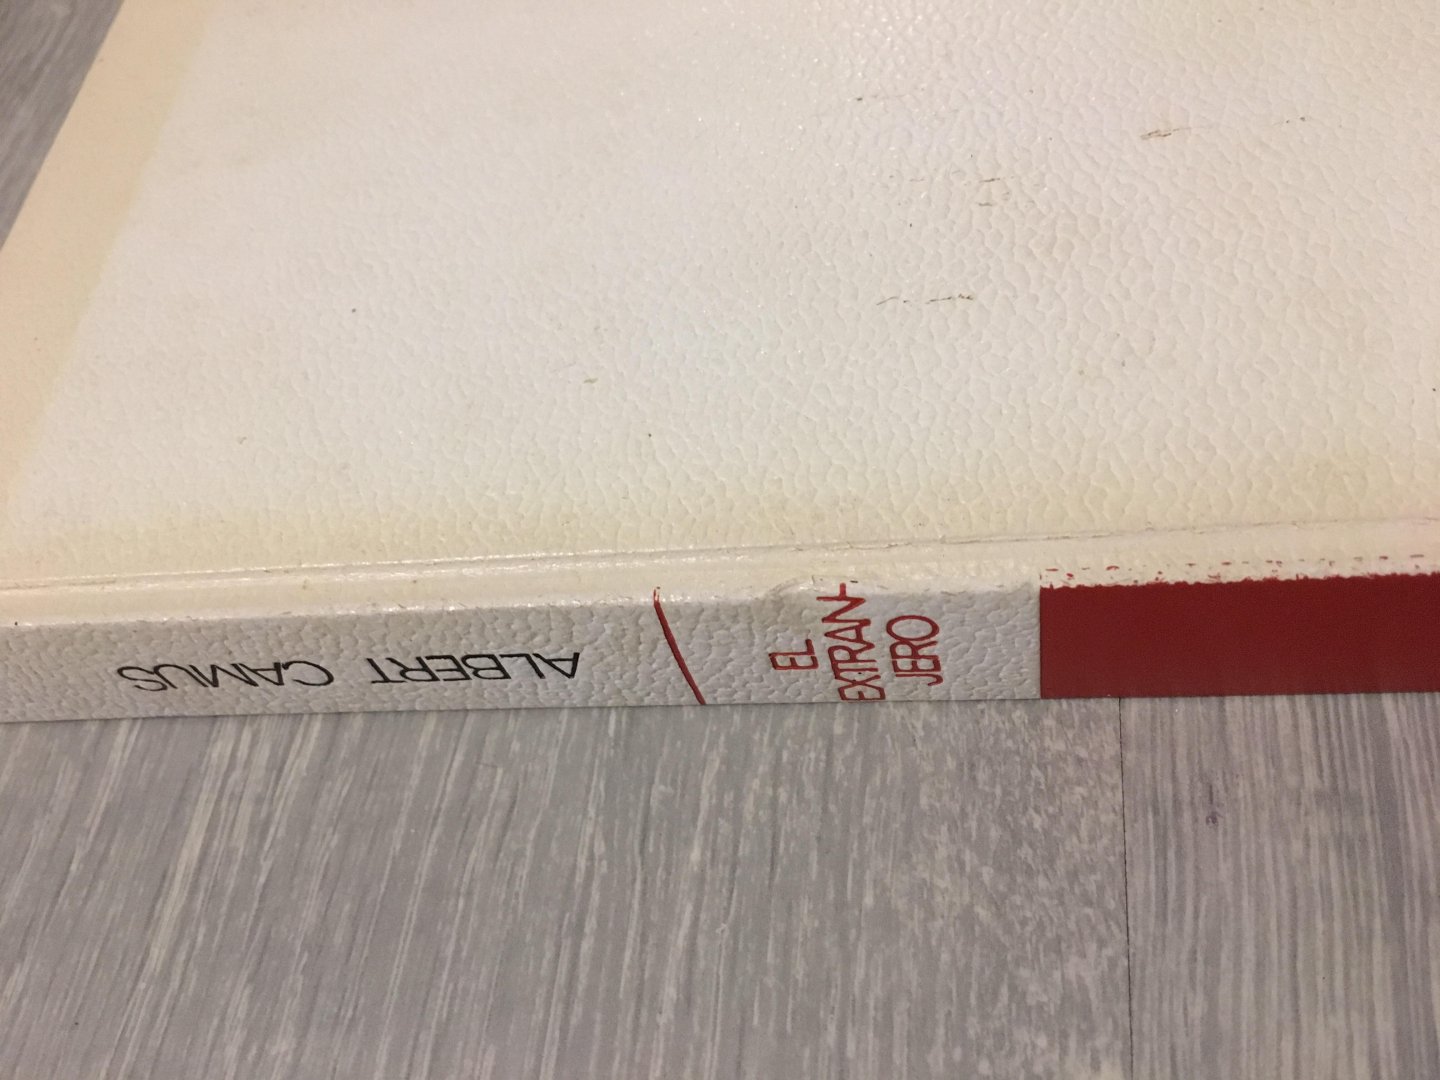 ALBERT CAMUS
EL
EXTRAN-
JERO